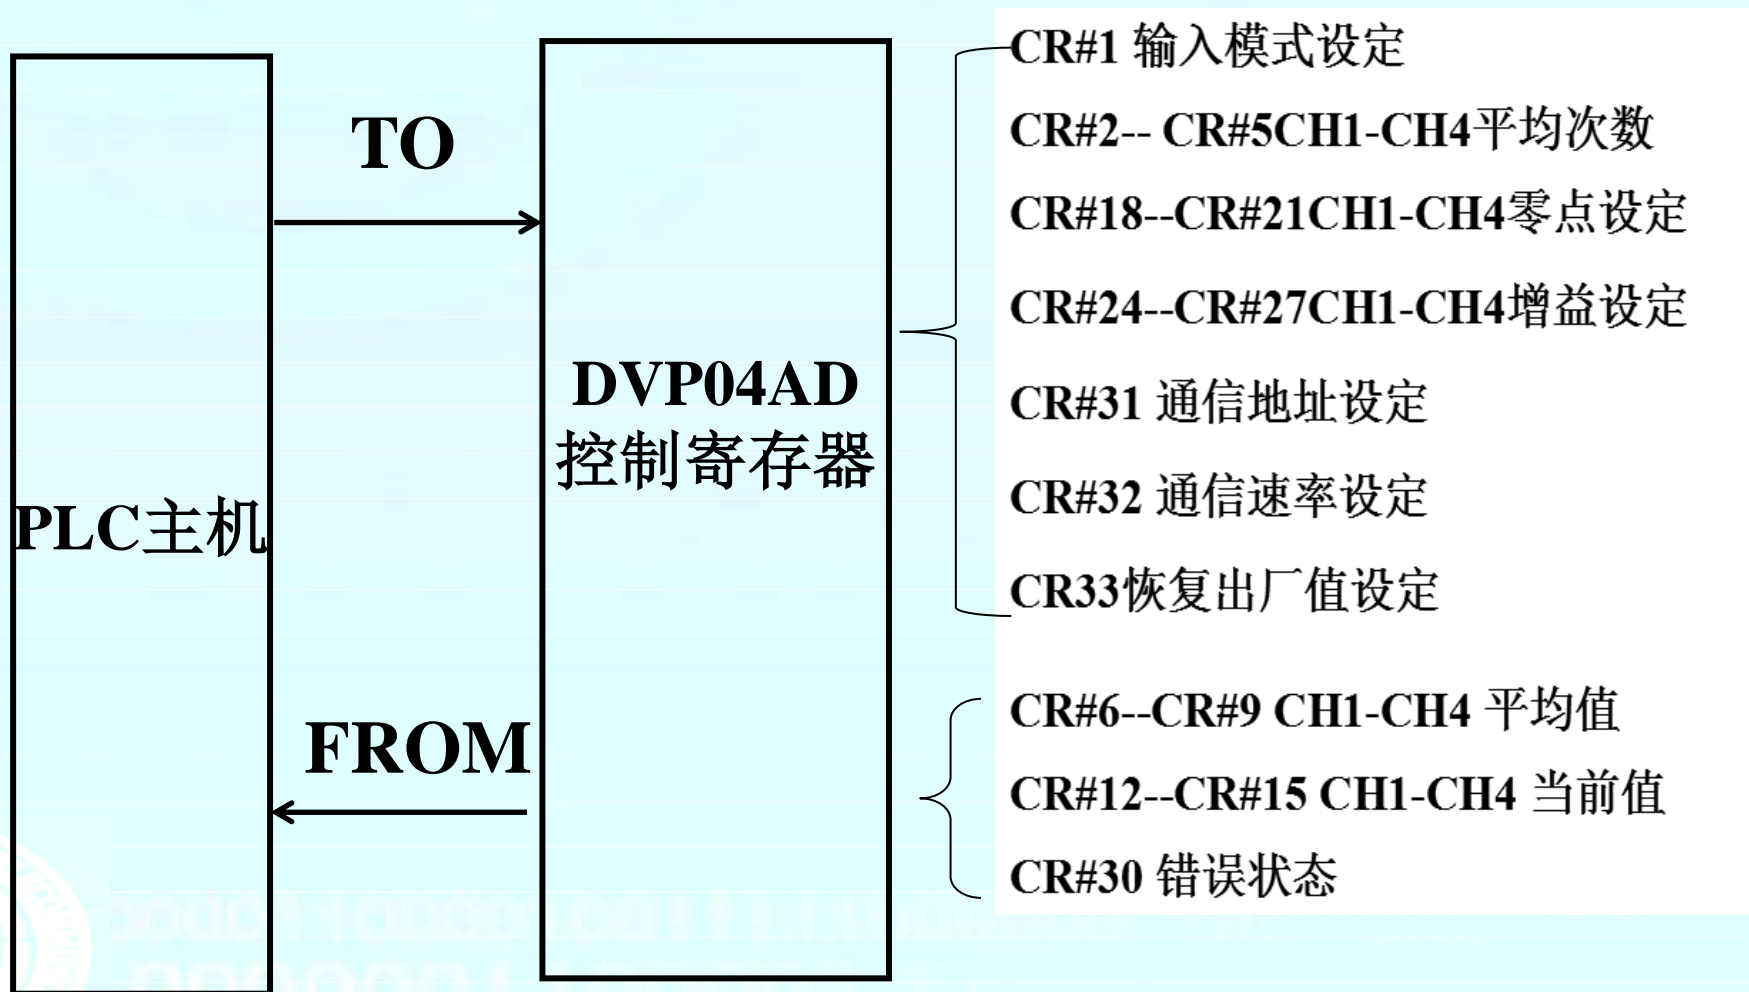 PLC主机
TO
FROM
DVP04AD
控制寄存器
CR#1 输入模式设定
CR#2-- CR#5CH1-CH4平均次数
CR#18--CR#21CH1-CH4零点设定
CR#24--CR#27CH1-CH4增益设定
CR#31 通信地址设定
CR#32 通信速率设定
CR33恢复出厂值设定
CR#6--CR#9 CH1-CH4 平均值
CR#12--CR#15 CH1-CH4 当前值
CR#30 错误状态